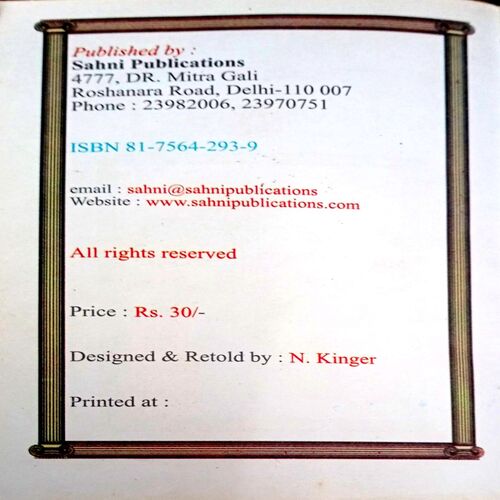 Published by :
Sahni Publications
4777, DR. Mitra Gali
Roshanara Road, Delhi-110 007
Phone : 23982006, 23970751
ISBN 81-7564-293-9
email : sahni@sahnipublications
Website : www.sahnipublications.com
All rights reserved
Price : Rs. 30/-
Designed & Retold by : N. Kinger
Printed at :